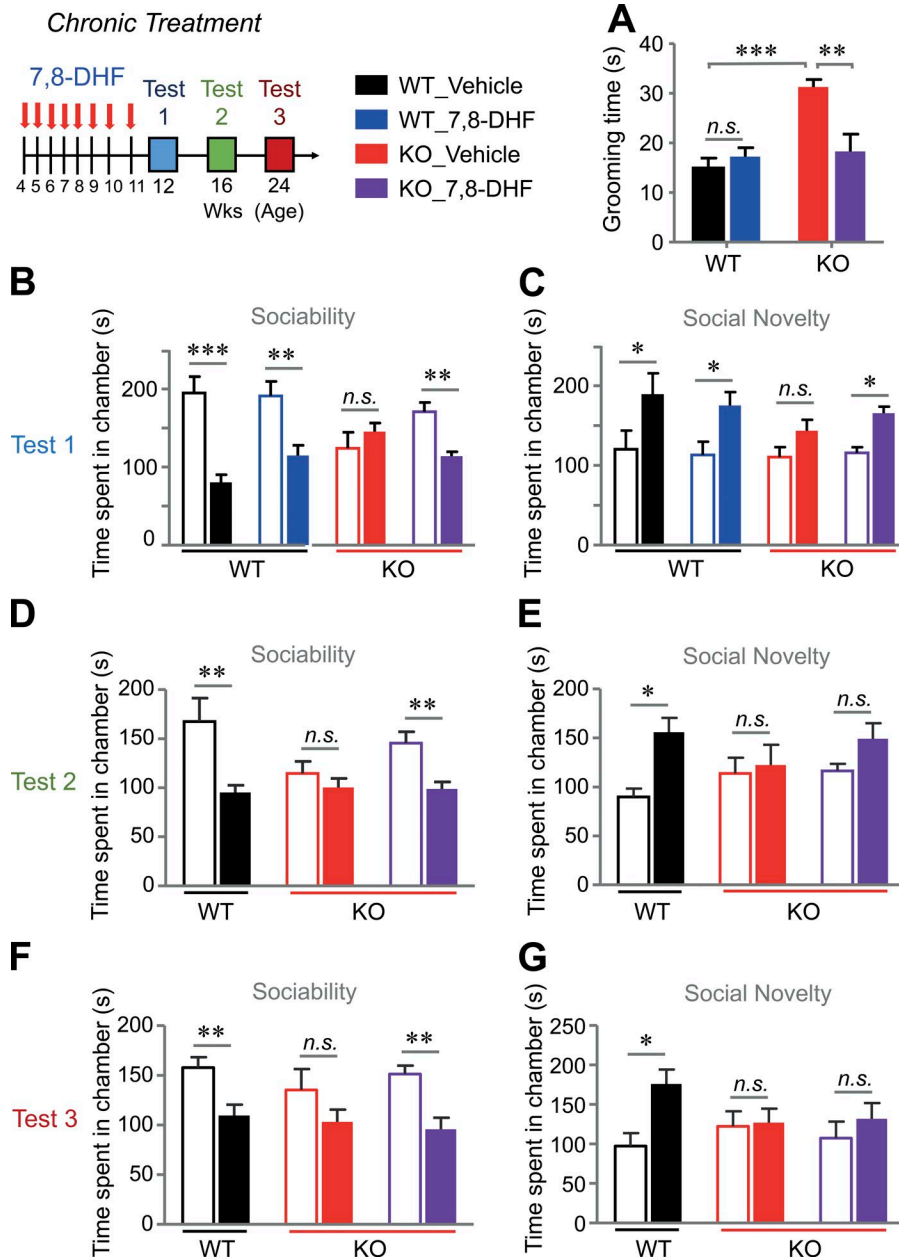 Chronic Treatment
7,8-DHF
Test 1
Test 2
Test 3
4 5 6 7 8 9 10 11 12 16 24
Wks (Age)
WT_Vehicle
WT_7,8-DHF
KO_Vehicle
KO_7,8-DHF
A
Grooming time (s)
40
30
20
10
0
n.s.
***
**
WT KO
B
Sociability
Test 1
Time spent in chamber (s)
200
100
0
*** ** n.s. **
WT KO
C
Social Novelty
Time spent in chamber (s)
200
100
0
* * n.s. *
WT KO
D
Sociability
Test 2
Time spent in chamber (s)
200
150
100
50
0
** n.s. **
WT KO
E
Social Novelty
Time spent in chamber (s)
200
150
100
50
0
* n.s. n.s.
WT KO
F
Sociability
Test 3
Time spent in chamber (s)
200
150
100
50
0
** n.s. **
WT KO
G
Social Novelty
Time spent in chamber (s)
250
200
150
100
50
0
* n.s. n.s.
WT KO